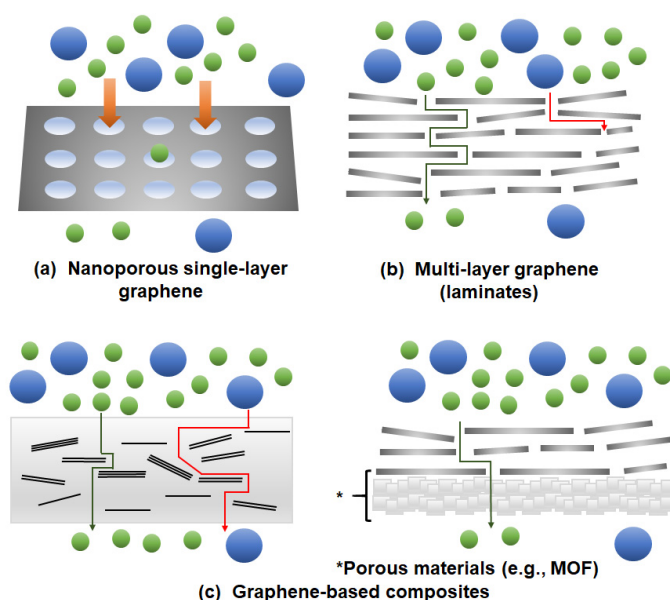 (a) Nanoporous single-layer
graphene
(b) Multi-layer graphene
(laminates)
*
*Porous materials (e.g., MOF)
(c) Graphene-based composites